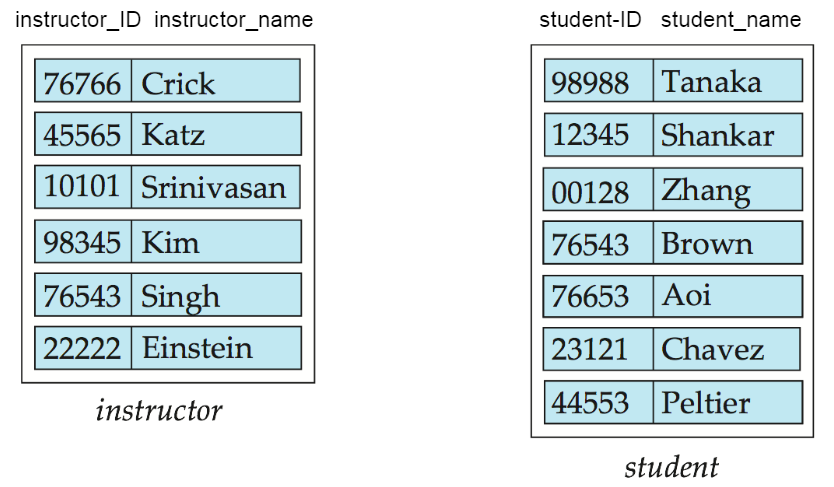 instructor_ID instructor_name
76766 Crick
45565 Katz
10101 Srinivasan
98345 Kim
76543 Singh
22222 Einstein
instructor
student-ID student_name
98988 Tanaka
12345 Shankar
00128 Zhang
76543 Brown
76653 Aoi
23121 Chavez
44553 Peltier
student